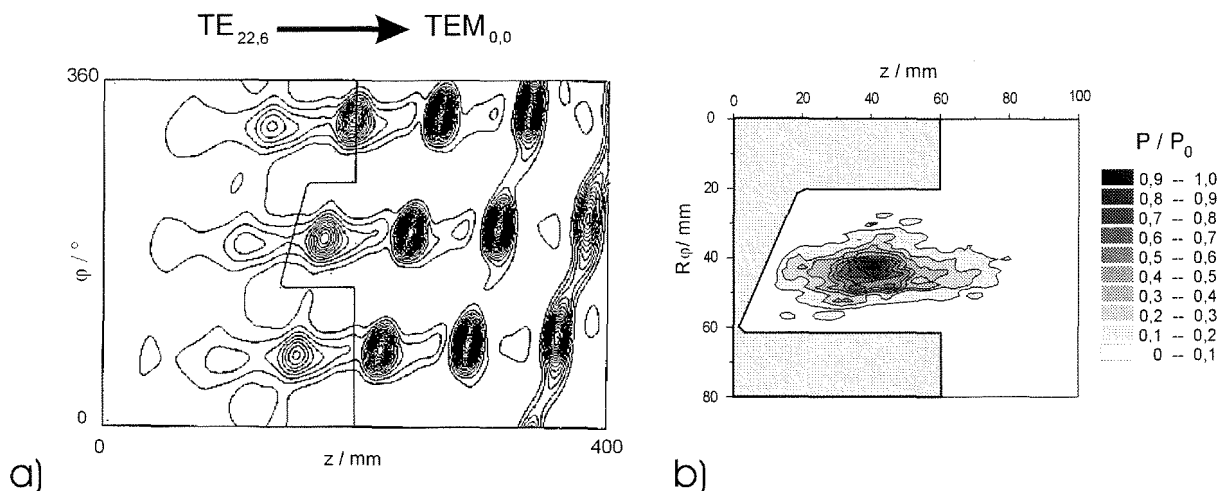 TE22,6 TEM0,0
360
φ / °
0
0 400
z / mm
a)
z / mm
0 20 40 60 80 100
0
20
40
60
80
Rφ/ mm
P / P0
0,9 -- 1,0
0,8 -- 0,9
0,7 -- 0,8
0,6 -- 0,7
0,5 -- 0,6
0,4 -- 0,5
0,3 -- 0,4
0,2 -- 0,3
0,1 -- 0,2
0 -- 0,1
b)